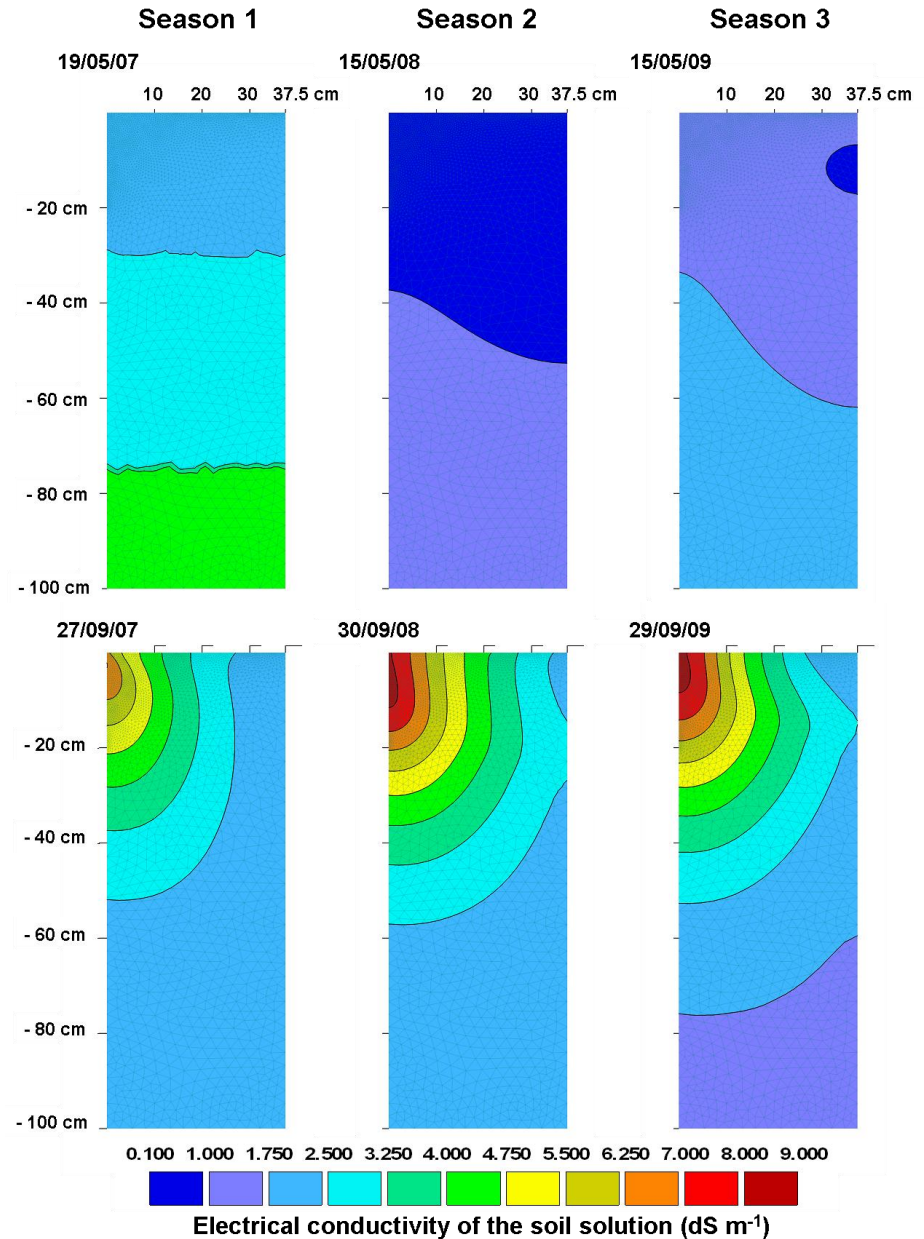 Season 1 Season 2 Season 3
19/05/07 15/05/08 15/05/09
10 20 30 37.5 cm 10 20 30 37.5 cm 10 20 30 37.5 cm
- 20 cm
- 40 cm
- 60 cm
- 80 cm
- 100 cm
27/09/07 30/09/08 29/09/09
- 20 cm
- 40 cm
- 60 cm
- 80 cm
- 100 cm
0.100 1.000 1.750 2.500 3.250 4.000 4.750 5.500 6.250 7.000 8.000 9.000
Electrical conductivity of the soil solution (dS m⁻¹)